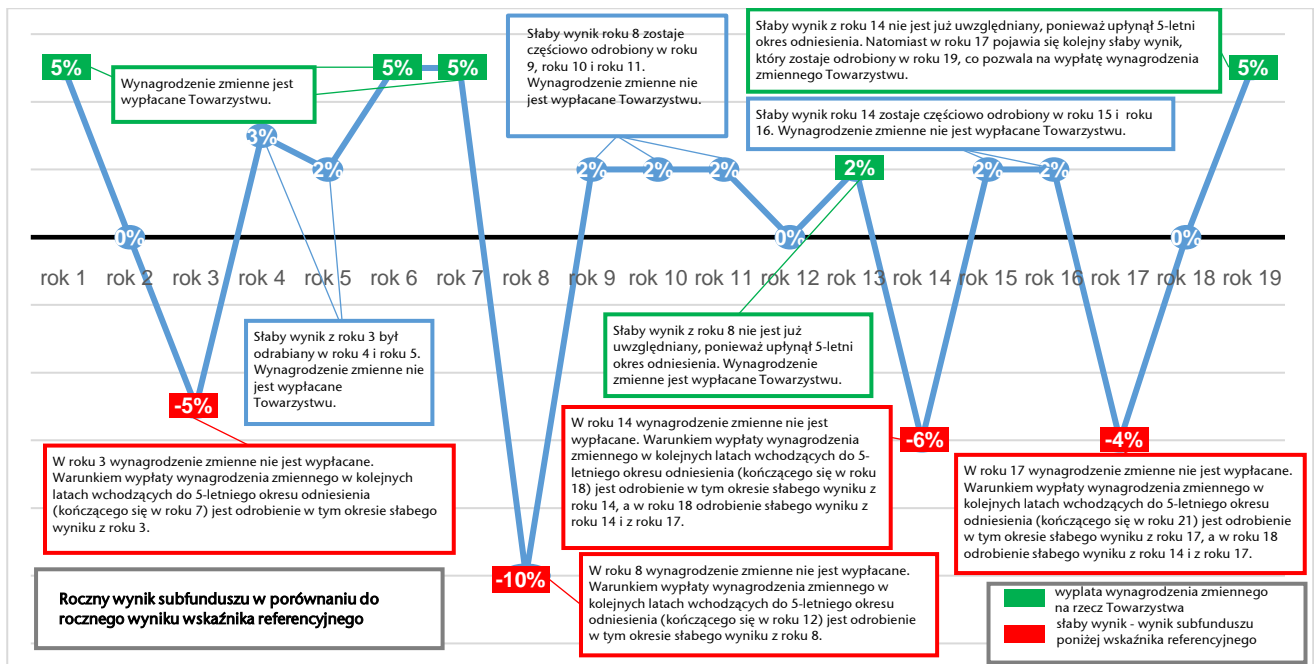 Słaby wynik roku 8 zostaje
częściowo odrobiony w roku
9, roku 10 i roku 11.
Wynagrodzenie zmienne nie
jest wypłacane Towarzystwu.
Słaby wynik z roku 14 nie jest już uwzględniany, ponieważ upłynął 5-letni
okres odniesienia. Natomiast w roku 17 pojawia się kolejny słaby wynik,
który zostaje odrobiony w roku 19, co pozwala na wypłatę wynagrodzenia
zmiennego Towarzystwu.
Wynagrodzenie zmienne jest
wypłacane Towarzystwu.
Słaby wynik roku 14 zostaje częściowo odrobiony w roku 15 i roku
16. Wynagrodzenie zmienne nie jest wypłacane Towarzystwu.
5%
0%
-5%
3%
2%
5%
5%
-10%
2%
2%
2%
0%
2%
-6%
2%
2%
-4%
0%
5%
rok 1 rok 2 rok 3 rok 4 rok 5 rok 6 rok 7 rok 8 rok 9 rok 10 rok 11 rok 12 rok 13 rok 14 rok 15 rok 16 rok 17 rok 18 rok 19
Słaby wynik z roku 3 był
odrabiany w roku 4 i roku 5.
Wynagrodzenie zmienne nie
jest wypłacane
Towarzystwu.
Słaby wynik z roku 8 nie jest już
uwzględniany, ponieważ upłynął 5-letni
okres odniesienia. Wynagrodzenie
zmienne jest wypłacane Towarzystwu.
W roku 3 wynagrodzenie zmienne nie jest wypłacane.
Warunkiem wypłaty wynagrodzenia zmiennego w kolejnych
latach wchodzących do 5-letniego okresu odniesienia
(kończącego się w roku 7) jest odrobienie w tym okresie słabego
wyniku z roku 3.
W roku 14 wynagrodzenie zmienne nie jest
wypłacane. Warunkiem wypłaty wynagrodzenia
zmiennego w kolejnych latach wchodzących do 5-
letniego okresu odniesienia (kończącego się w roku
18) jest odrobienie w tym okresie słabego wyniku z
roku 14, a w roku 18 odrobienie słabego wyniku z
roku 14 i z roku 17.
W roku 17 wynagrodzenie zmienne nie jest wypłacane.
Warunkiem wypłaty wynagrodzenia zmiennego w
kolejnych latach wchodzących do 5-letniego okresu
odniesienia (kończącego się w roku 21) jest odrobienie
w tym okresie słabego wyniku z roku 17, a w roku 18
odrobienie słabego wyniku z roku 14 i z roku 17.
W roku 8 wynagrodzenie zmienne nie jest wypłacane.
Warunkiem wypłaty wynagrodzenia zmiennego w
kolejnych latach wchodzących do 5-letniego okresu
odniesienia (kończącego się w roku 12) jest odrobienie
w tym okresie słabego wyniku z roku 8.
Roczny wynik subfunduszu w porównaniu do
rocznego wyniku wskaźnika referencyjnego
wyplata wynagrodzenia zmiennego
na rzecz Towarzystwa
słaby wynik - wynik subfunduszu
poniżej wskaźnika referencyjnego